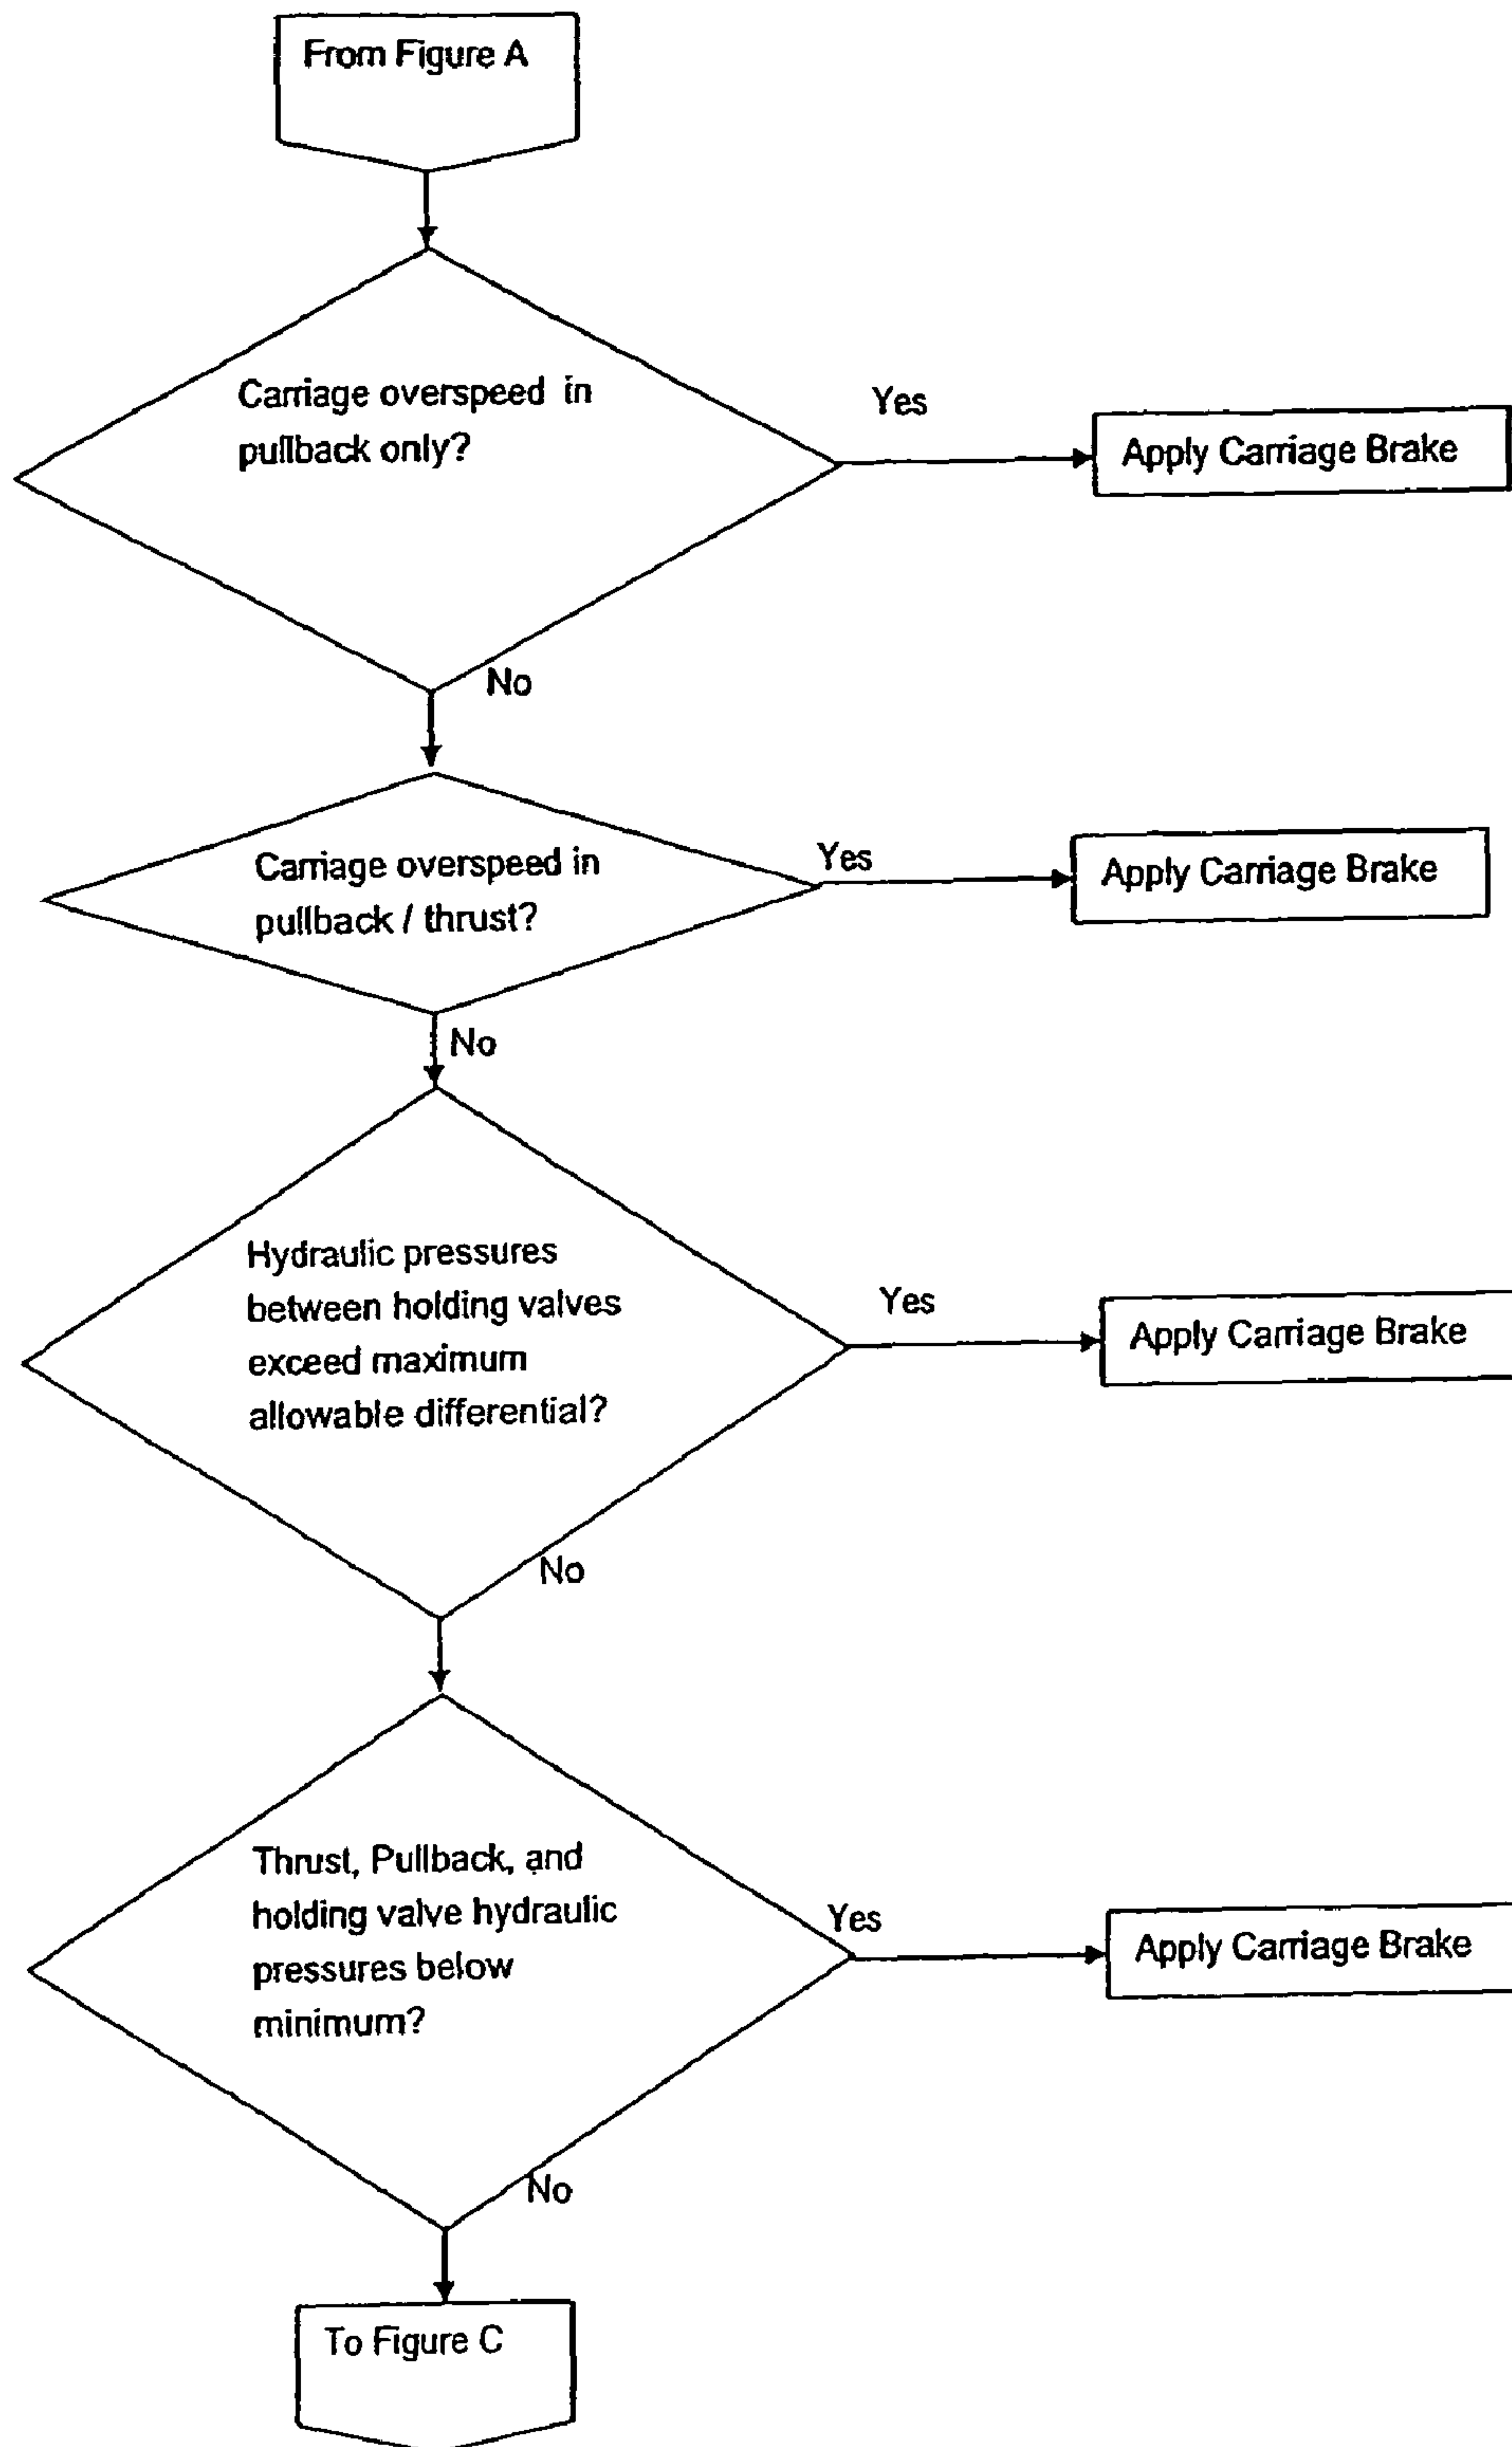 From Figure A
Carriage overspeed in
pullback only?
Yes
Apply Carriage Brake
No
Carriage overspeed in
pullback / thrust?
Yes
Apply Carriage Brake
No
Hydraulic pressures
between holding valves
exceed maximum
allowable differential?
Yes
Apply Carriage Brake
No
Thrust, Pullback, and
holding valve hydraulic
pressures below
minimum?
Yes
Apply Carriage Brake
No
To Figure C